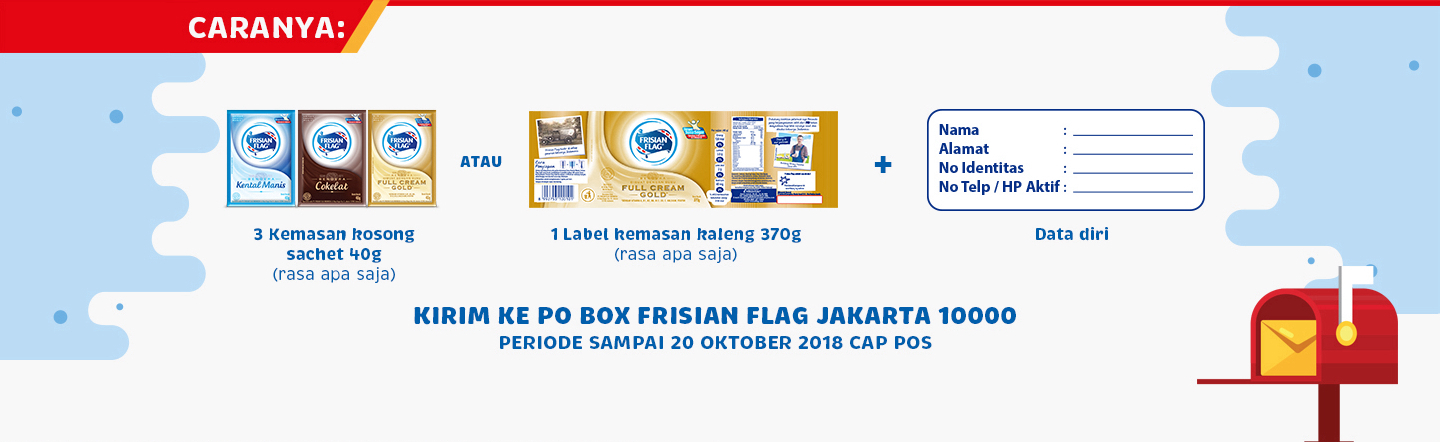 CARANYA:
FRISIAN
FLAG
Kental Manis
FRISIAN
FLAG
Cokelat
FRISIAN
FLAG
FULL CREAM
GOLD
ATAU
FRISIAN
FLAG
FULL CREAM
GOLD
+
Nama :
Alamat :
No Identitas :
No Telp / HP Aktif :
3 Kemasan kosong
sachet 40g
(rasa apa saja)
1 Label kemasan kaleng 370g
(rasa apa saja)
Data diri
KIRIM KE PO BOX FRISIAN FLAG JAKARTA 10000
PERIODE SAMPAI 20 OKTOBER 2018 CAP POS